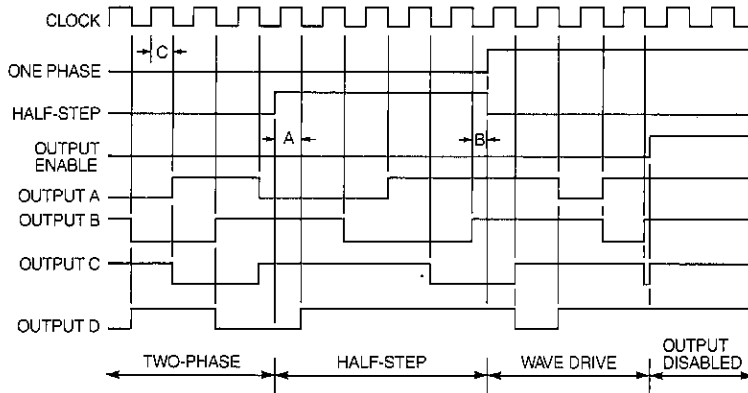 CLOCK
C
ONE PHASE
HALF-STEP
A
B
OUTPUT
ENABLE
OUTPUT A
OUTPUT B
OUTPUT C
OUTPUT D
TWO-PHASE
HALF-STEP
WAVE DRIVE
OUTPUT
DISABLED